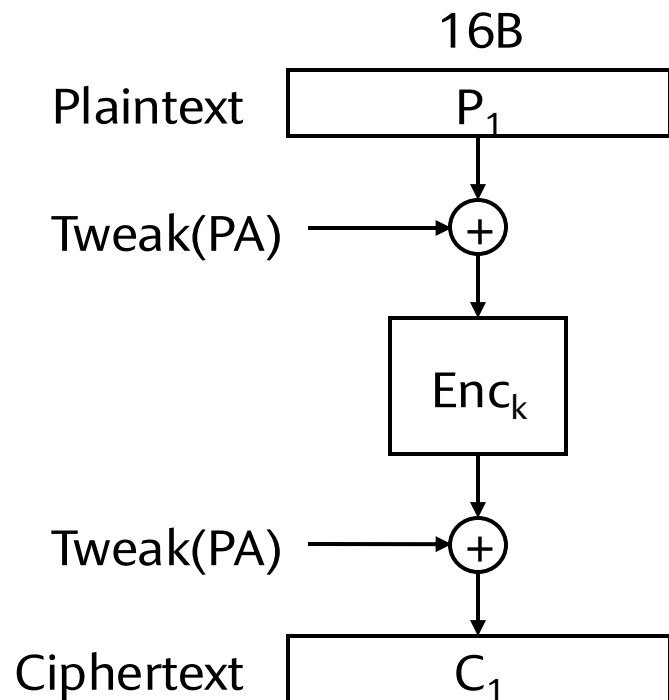 16B
Plaintext P₁
Tweak(PA) +
Encₖ
Tweak(PA) +
Ciphertext C₁